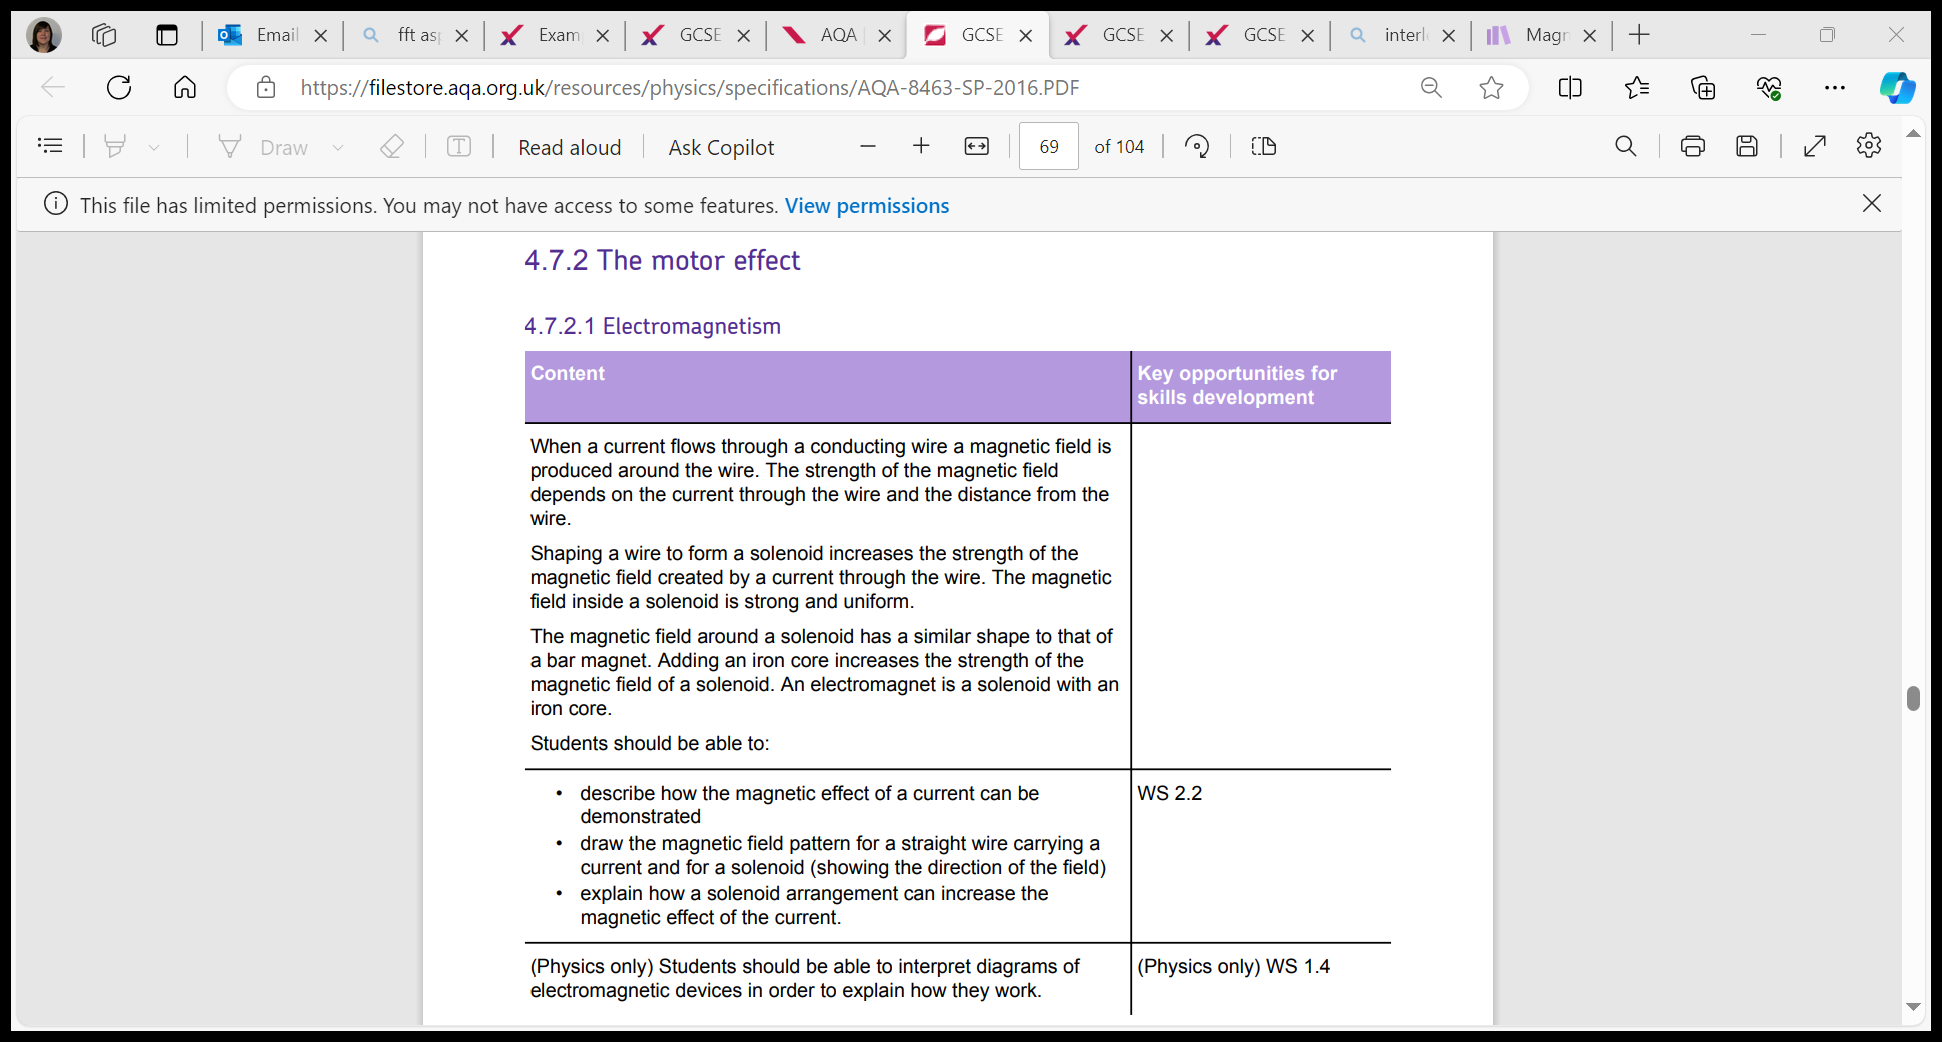 Email
fft as
Exam
GCSE
AQA
GCSE
GCSE
GCSE
interl
Magn
https://filestore.aqa.org.uk/resources/physics/specifications/AQA-8463-SP-2016.PDF
Draw
T
Read aloud
Ask Copilot
69
of 104
This file has limited permissions. You may not have access to some features. View permissions
4.7.2 The motor effect
4.7.2.1 Electromagnetism
Content
Key opportunities for
skills development
When a current flows through a conducting wire a magnetic field is
produced around the wire. The strength of the magnetic field
depends on the current through the wire and the distance from the
wire.
Shaping a wire to form a solenoid increases the strength of the
magnetic field created by a current through the wire. The magnetic
field inside a solenoid is strong and uniform.
The magnetic field around a solenoid has a similar shape to that of
a bar magnet. Adding an iron core increases the strength of the
magnetic field of a solenoid. An electromagnet is a solenoid with an
iron core.
Students should be able to:
• describe how the magnetic effect of a current can be
demonstrated
• draw the magnetic field pattern for a straight wire carrying a
current and for a solenoid (showing the direction of the field)
• explain how a solenoid arrangement can increase the
magnetic effect of the current.
WS 2.2
(Physics only) Students should be able to interpret diagrams of
electromagnetic devices in order to explain how they work.
(Physics only) WS 1.4